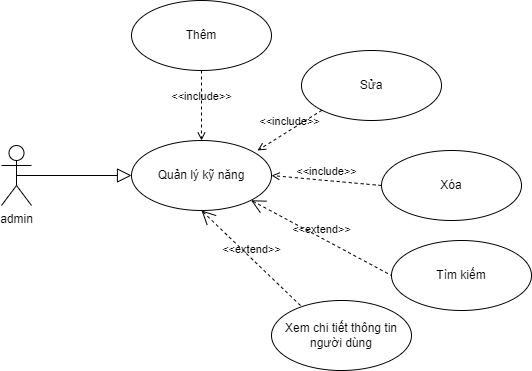 Thêm
<<include>>
Sửa
<<include>>
Quản lý kỹ năng
<<include>>
Xóa
admin
<<extend>>
<<extend>>
Tìm kiếm
Xem chi tiết thông tin
người dùng